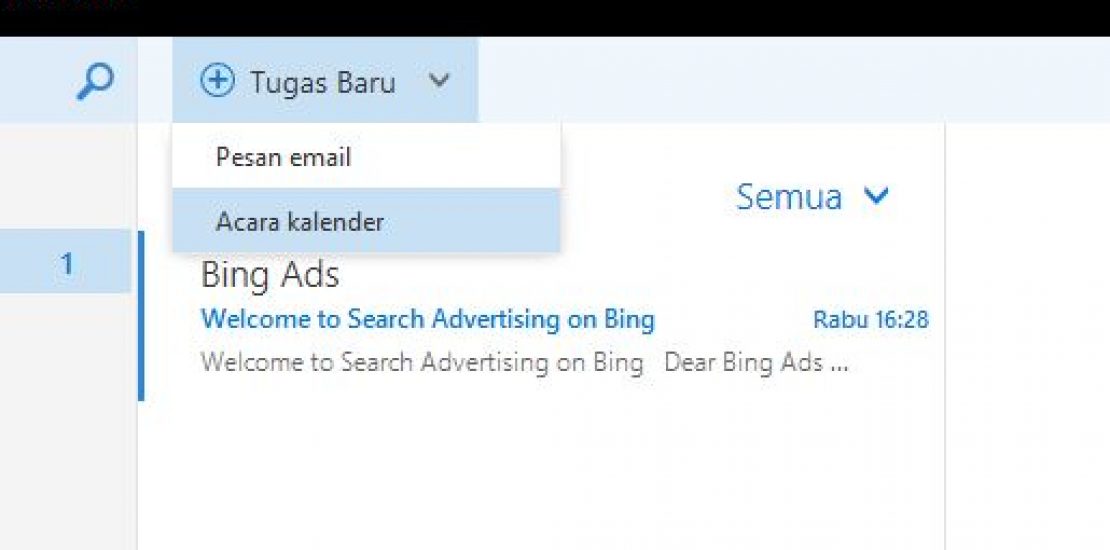 Tugas Baru
Pesan email
Acara kalender
Semua
1
Bing Ads
Welcome to Search Advertising on Bing Rabu 16:28
Welcome to Search Advertising on Bing Dear Bing Ads ...